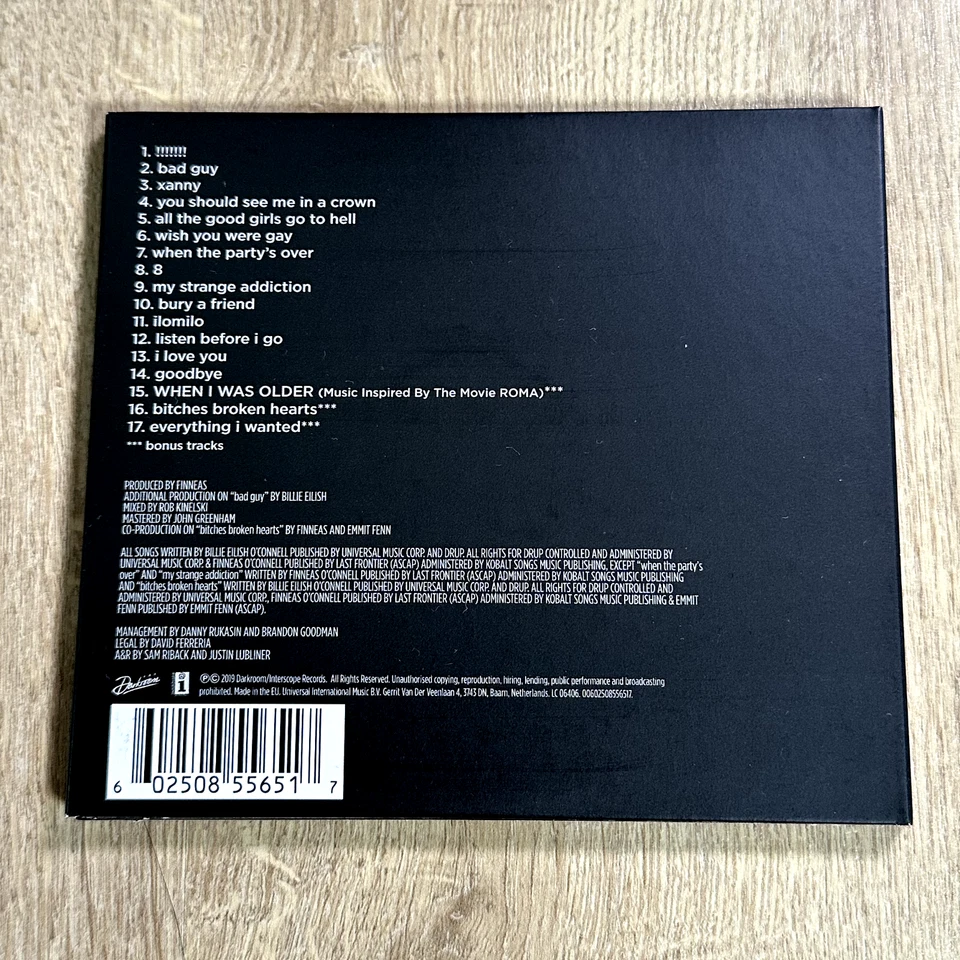 1. !!!!!!!
2. bad guy
3. xanny
4. you should see me in a crown
5. all the good girls go to hell
6. wish you were gay
7. when the party's over
8. 8
9. my strange addiction
10. bury a friend
11. ilomilo
12. listen before i go
13. i love you
14. goodbye
15. WHEN I WAS OLDER (Music Inspired By The Movie ROMA)***
16. bitches broken hearts***
17. everything i wanted***
*** bonus tracks
PRODUCED BY FINNEAS
ADDITIONAL PRODUCTION ON "bad guy" BY BILLIE EILISH
MIXED BY ROB KINELSKI
MASTERED BY JOHN GREENHAM
CO-PRODUCTION ON "bitches broken hearts" BY FINNEAS AND EMMIT FENN
ALL SONGS WRITTEN BY BILLIE EILISH O'CONNELL PUBLISHED BY UNIVERSAL MUSIC CORP. AND DRUP. ALL RIGHTS FOR DRUP CONTROLLED AND ADMINISTERED BY
UNIVERSAL MUSIC CORP. & FINNEAS O'CONNELL PUBLISHED BY LAST FRONTIER (ASCAP) ADMINISTERED BY KOBALT SONGS MUSIC PUBLISHING, EXCEPT "when the party's
over" AND "my strange addiction" WRITTEN BY FINNEAS O'CONNELL PUBLISHED BY LAST FRONTIER (ASCAP) ADMINISTERED BY KOBALT SONGS MUSIC PUBLISHING
AND "bitches broken hearts" WRITTEN BY BILLIE EILISH O'CONNELL PUBLISHED BY UNIVERSAL MUSIC CORP. AND DRUP. ALL RIGHTS FOR DRUP CONTROLLED AND
ADMINISTERED BY UNIVERSAL MUSIC CORP, FINNEAS O'CONNELL PUBLISHED BY LAST FRONTIER (ASCAP) ADMINISTERED BY KOBALT SONGS MUSIC PUBLISHING & EMMIT
FENN PUBLISHED BY EMMIT FENN (ASCAP).
MANAGEMENT BY DANNY RUKASIN AND BRANDON GOODMAN
LEGAL BY DAVID FERRERIA
A&R BY SAM RIBACK AND JUSTIN LUBLINER
Darkroom
i
℗© 2019 Darkroom/Interscope Records. All Rights Reserved. Unauthorised copying, reproduction, hiring, lending, public performance and broadcasting
prohibited. Made in the EU. Universal International Music B.V. Gerrit Van Der Veenlaan 4, 3743 DN, Baarn, Netherlands. LC 06406. 00602508556517.
6 02508 55651 7